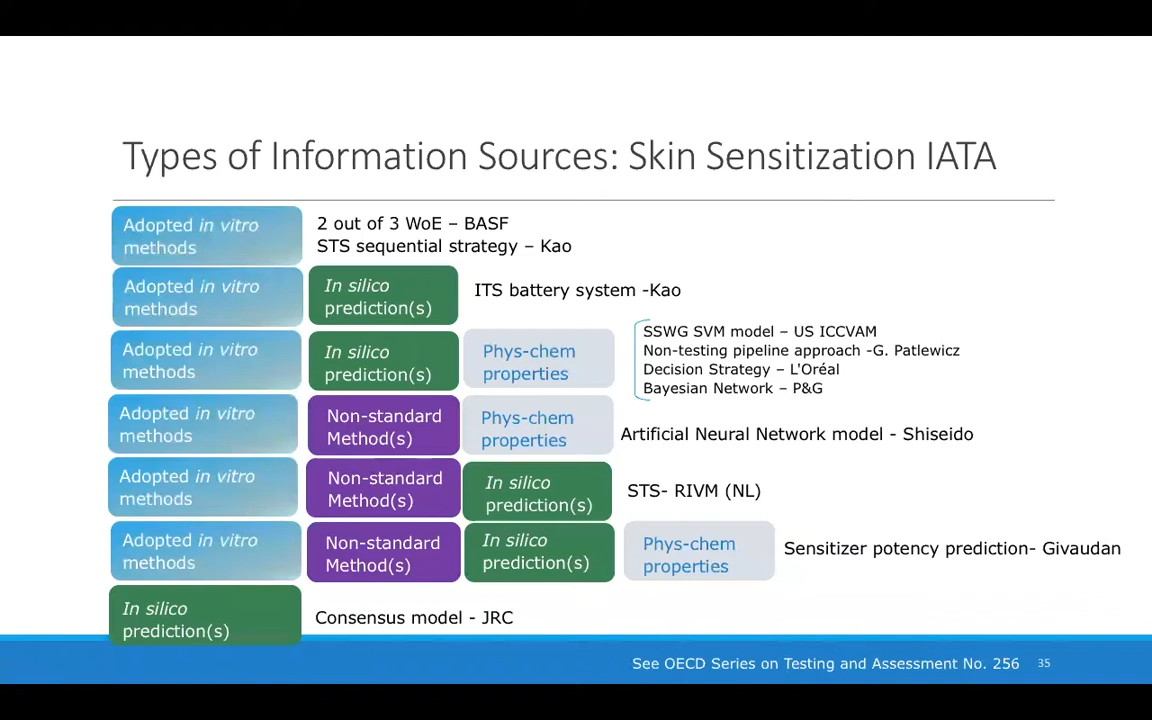 Types of Information Sources: Skin Sensitization IATA
Adopted in vitro
methods
2 out of 3 WoE – BASF
STS sequential strategy – Kao
Adopted in vitro
methods
In silico
prediction(s)
ITS battery system -Kao
Adopted in vitro
methods
In silico
prediction(s)
Phys-chem
properties
SSWG SVM model – US ICCVAM
Non-testing pipeline approach -G. Patlewicz
Decision Strategy – L'Oréal
Bayesian Network – P&G
Adopted in vitro
methods
Non-standard
Method(s)
Phys-chem
properties
Artificial Neural Network model - Shiseido
Adopted in vitro
methods
Non-standard
Method(s)
In silico
prediction(s)
STS- RIVM (NL)
Adopted in vitro
methods
Non-standard
Method(s)
In silico
prediction(s)
Phys-chem
properties
Sensitizer potency prediction- Givaudan
In silico
prediction(s)
Consensus model - JRC
See OECD Series on Testing and Assessment No. 256
35